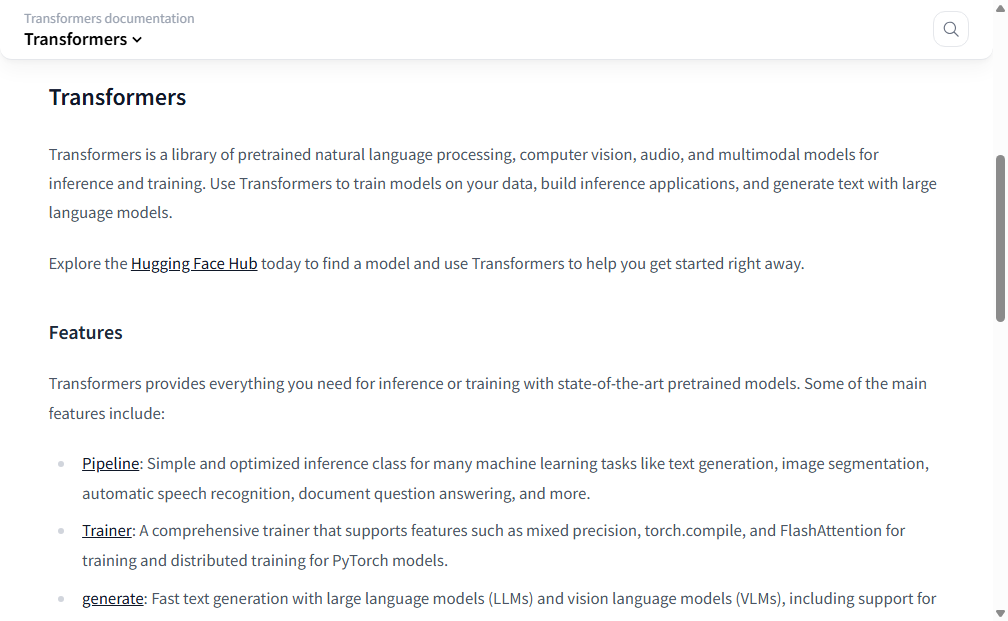 Transformers documentation
Transformers
Transformers
Transformers is a library of pretrained natural language processing, computer vision, audio, and multimodal models for
inference and training. Use Transformers to train models on your data, build inference applications, and generate text with large
language models.
Explore the Hugging Face Hub today to find a model and use Transformers to help you get started right away.
Features
Transformers provides everything you need for inference or training with state-of-the-art pretrained models. Some of the main
features include:
Pipeline: Simple and optimized inference class for many machine learning tasks like text generation, image segmentation,
automatic speech recognition, document question answering, and more.
Trainer: A comprehensive trainer that supports features such as mixed precision, torch.compile, and FlashAttention for
training and distributed training for PyTorch models.
generate: Fast text generation with large language models (LLMs) and vision language models (VLMs), including support for